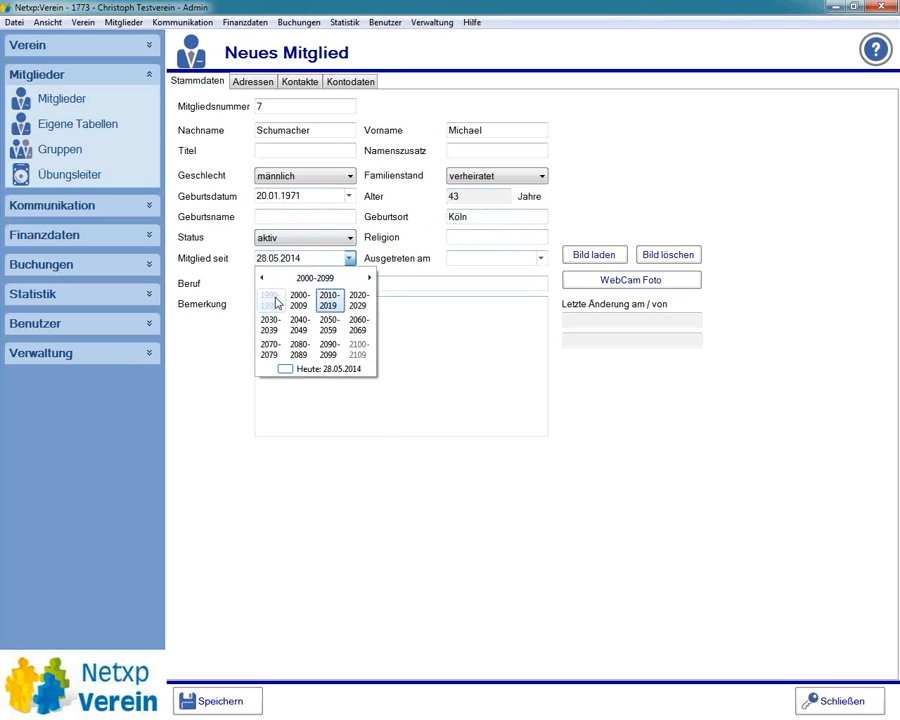 Netxp:Verein - 1773 - Christoph Testverein - Admin
Datei Ansicht Verein Mitglieder Kommunikation Finanzdaten Buchungen Statistik Benutzer Verwaltung Hilfe
Verein
Mitglieder
Mitglieder
Eigene Tabellen
Gruppen
Übungsleiter
Kommunikation
Finanzdaten
Buchungen
Statistik
Benutzer
Verwaltung
Netxp
Verein
Neues Mitglied
?
Stammdaten Adressen Kontakte Kontodaten
Mitgliedsnummer 7
Nachname Schumacher Vorname Michael
Titel Namenszusatz
Geschlecht männlich Familienstand verheiratet
Geburtsdatum 20.01.1971 Alter 43 Jahre
Geburtsname Geburtsort Köln
Status aktiv Religion
Mitglied seit 28.05.2014 Ausgetreten am
Beruf
Bemerkung
2000-2099
2000- 2010- 2020-
2009 2019 2029
2030- 2040- 2050- 2060-
2039 2049 2059 2069
2070- 2080- 2090- 2100-
2079 2089 2099 2109
Heute: 28.05.2014
Bild laden Bild löschen
WebCam Foto
Letzte Änderung am / von
Speichern Schließen